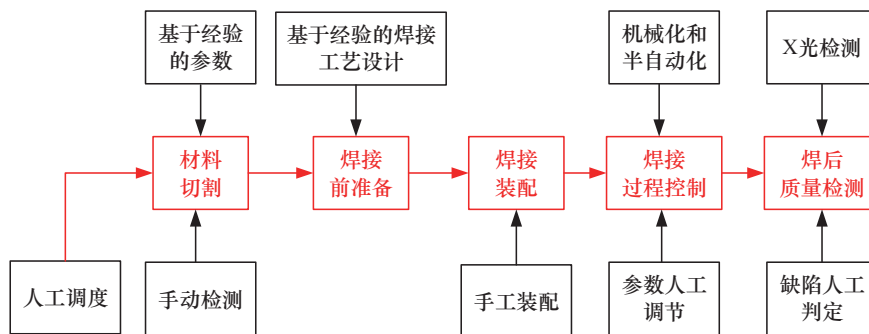 基于经验
的参数
基于经验的焊接
工艺设计
机械化和
半自动化
X光检测
材料
切割
焊接
前准备
焊接
装配
焊接
过程控制
焊后
质量检测
人工调度
手动检测
手工装配
参数人工
调节
缺陷人工
判定